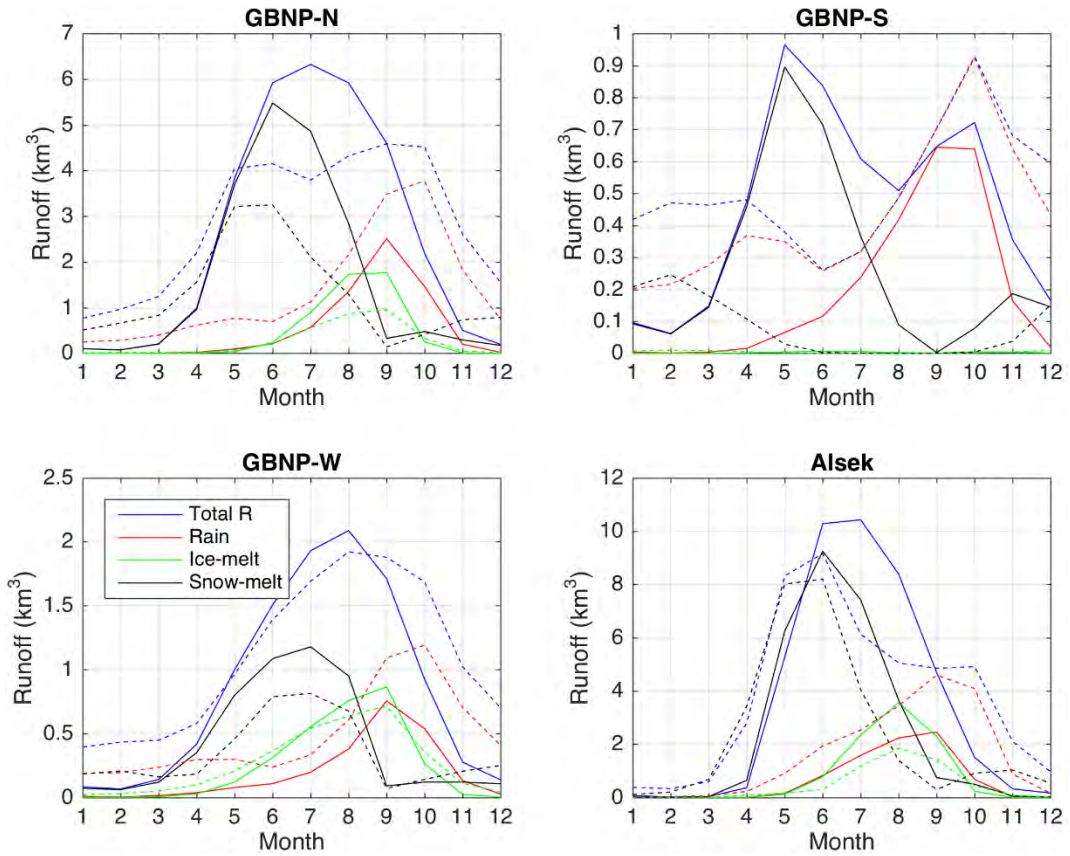 GBNP-N
7
6
5
4
3
2
1
0
Runoff (km³)
1 2 3 4 5 6 7 8 9 10 11 12
Month
GBNP-S
1
0.9
0.8
0.7
0.6
0.5
0.4
0.3
0.2
0.1
0
Runoff (km³)
1 2 3 4 5 6 7 8 9 10 11 12
Month
GBNP-W
2.5
2
1.5
1
0.5
0
Runoff (km³)
Total R
Rain
Ice-melt
Snow-melt
1 2 3 4 5 6 7 8 9 10 11 12
Month
Alsek
12
10
8
6
4
2
0
Runoff (km³)
1 2 3 4 5 6 7 8 9 10 11 12
Month